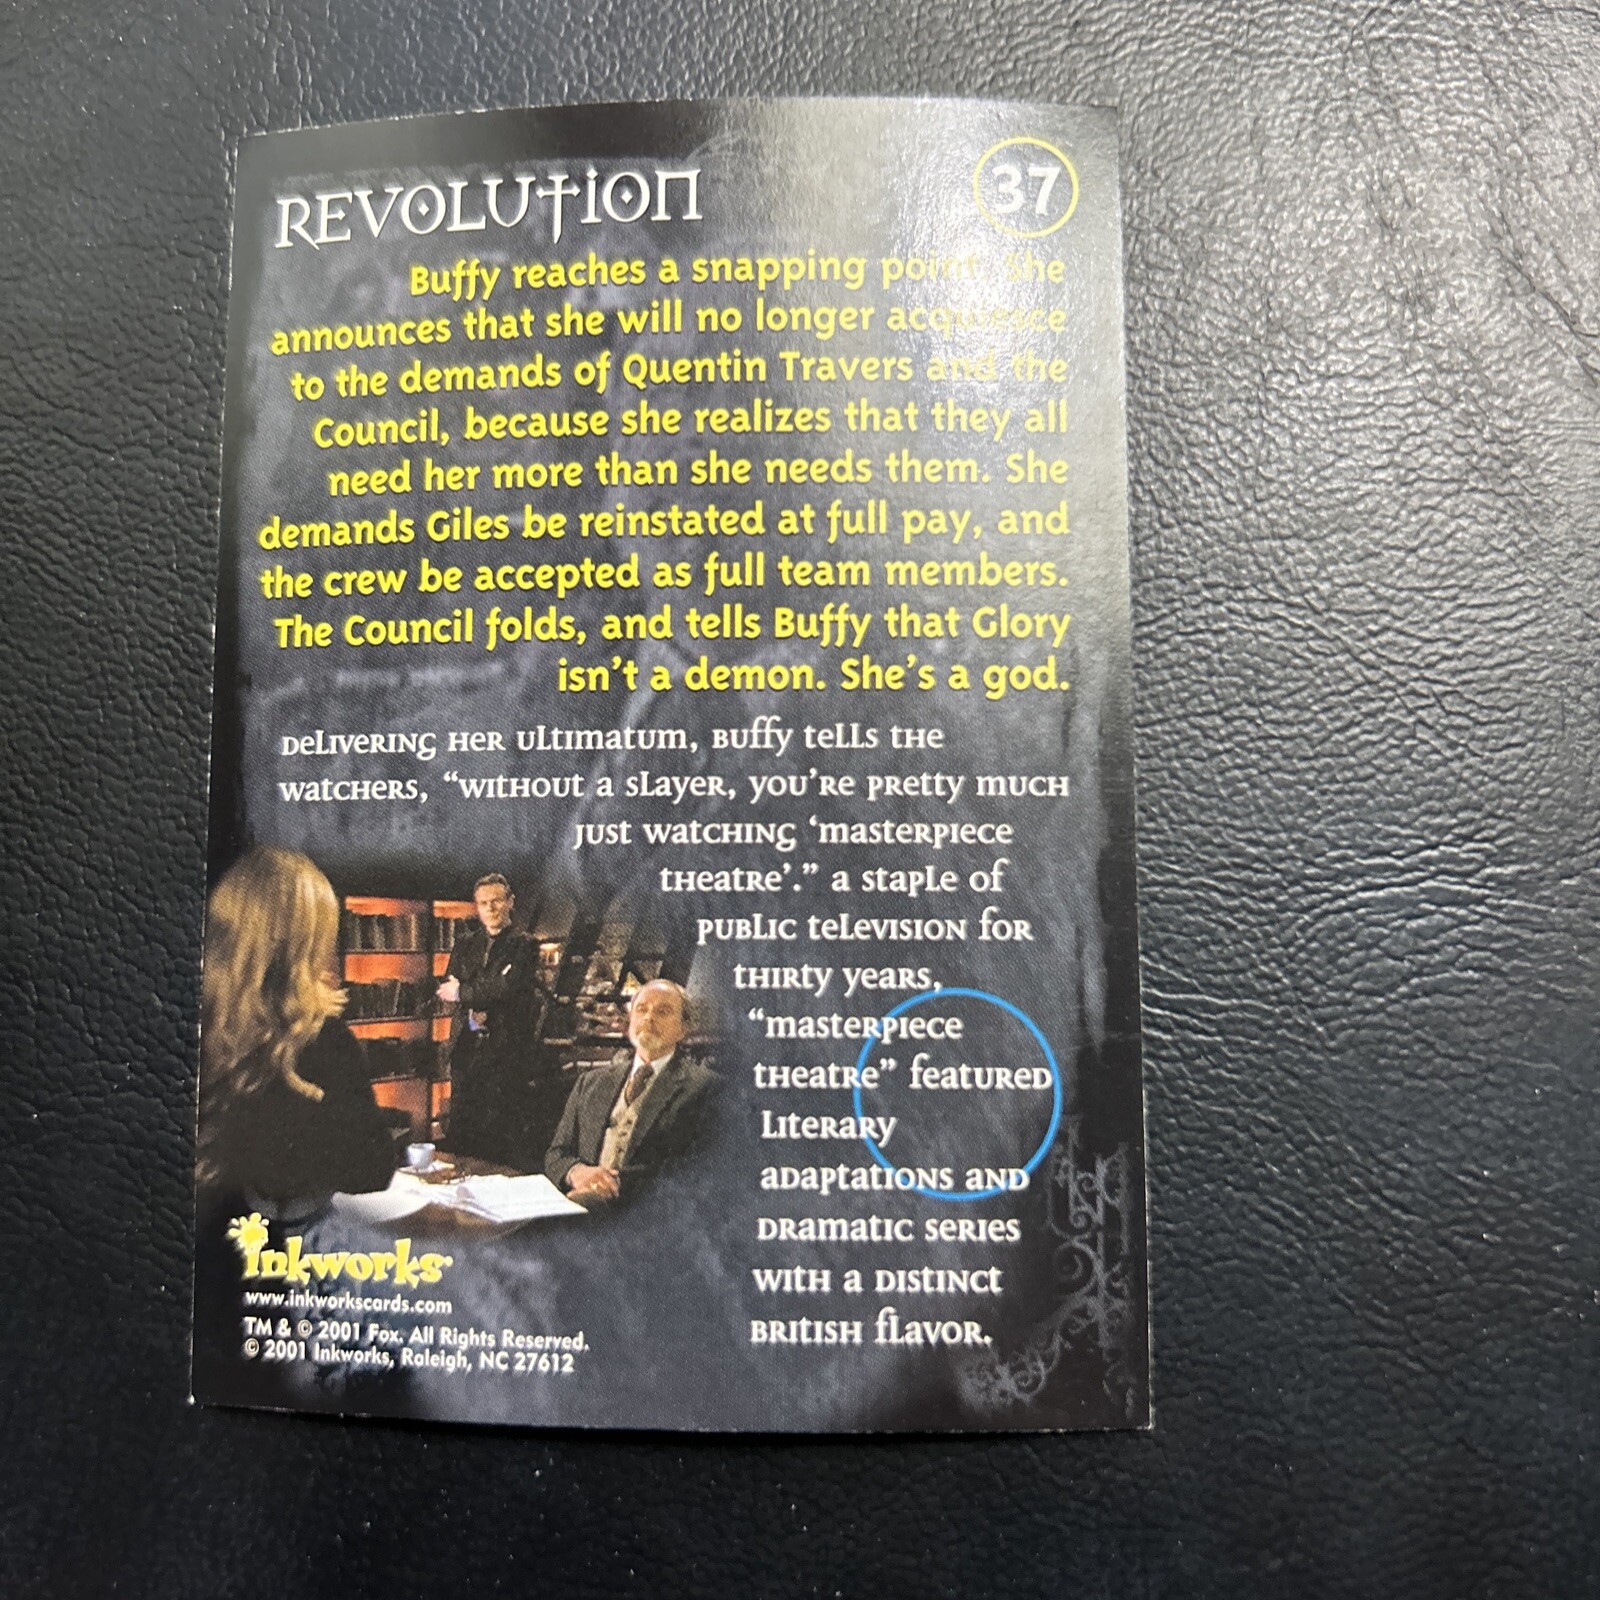 REVOLUTION
37
Buffy reaches a snapping point. She
announces that she will no longer acquiesce
to the demands of Quentin Travers and the
Council, because she realizes that they all
need her more than she needs them. She
demands Giles be reinstated at full pay, and
the crew be accepted as full team members.
The Council folds, and tells Buffy that Glory
isn't a demon. She's a god.
Delivering her ultimatum, Buffy tells the
Watchers, “Without a Slayer, you’re pretty much
just watching ‘Masterpiece
Theatre’.” A staple of
public television for
thirty years,
“Masterpiece
Theatre” featured
literary
adaptations and
dramatic series
with a distinct
British flavor.
inkworks
www.inkworkscards.com
TM & © 2001 Fox. All Rights Reserved.
© 2001 Inkworks, Raleigh, NC 27612